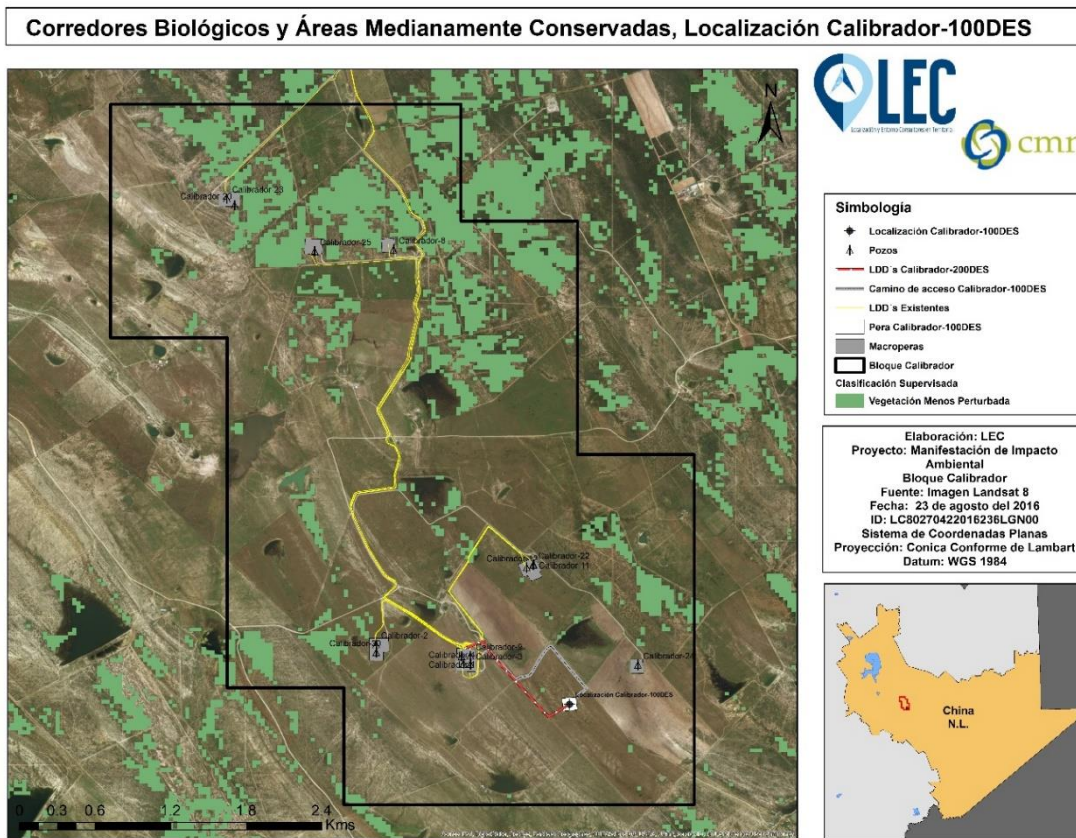 Corredores Biológicos y Áreas Medianamente Conservadas, Localización Calibrador-100DES
N
Calibrador-23
Calibrador-25
Calibrador-8
Calibrador-22
Calibrador 11
Calibrador-2
Calibrador-3
Calibrador-24
Localización Calibrador-100DES
0 0.3 0.6 1.2 1.8 2.4
Kms
LEC
cmr
Simbología
Localización Calibrador-100DES
Pozos
LDD´s Calibrador-200DES
Camino de acceso Calibrador-100DES
LDD´s Existentes
Pera Calibrador-100DES
Macroperas
Bloque Calibrador
Clasificación Supervisada
Vegetación Menos Perturbada
Elaboración: LEC
Proyecto: Manifestación de Impacto
Ambiental
Bloque Calibrador
Fuente: Imagen Landsat 8
Fecha: 23 de agosto del 2016
ID: LC80270422016236LGN00
Sistema de Coordenadas Planas
Proyección: Conica Conforme de Lambart
Datum: WGS 1984
China
N.L.